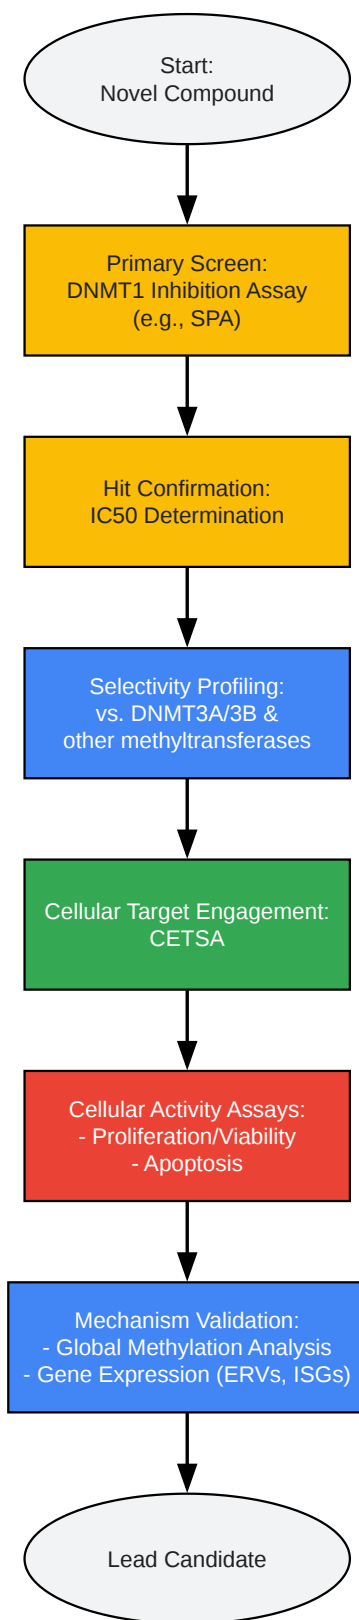 Start:
Novel Compound
Primary Screen:
DNMT1 Inhibition Assay
(e.g., SPA)
Hit Confirmation:
IC50 Determination
Selectivity Profiling:
vs. DNMT3A/3B &
other methyltransferases
Cellular Target Engagement:
CETSA
Cellular Activity Assays:
- Proliferation/Viability
- Apoptosis
Mechanism Validation:
- Global Methylation Analysis
- Gene Expression (ERVs, ISGs)
Lead Candidate